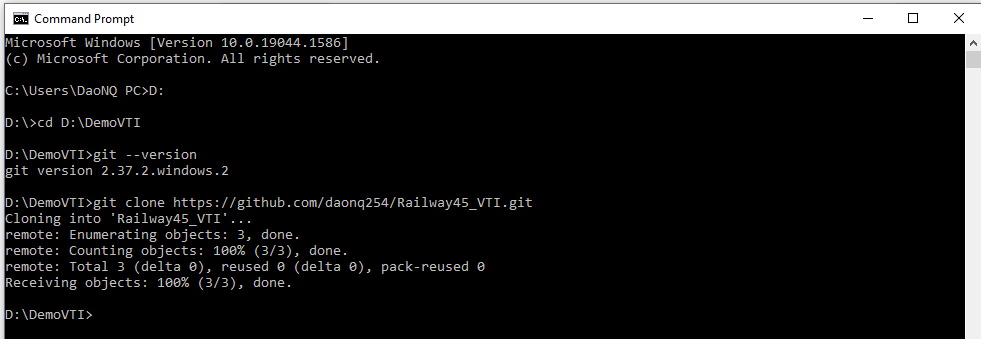 Command Prompt
Microsoft Windows [Version 10.0.19044.1586]
(c) Microsoft Corporation. All rights reserved.
C:\Users\DaoNQ PC>D:
D:\>cd D:\DemoVTI
D:\DemoVTI>git --version
git version 2.37.2.windows.2
D:\DemoVTI>git clone https://github.com/daonq254/Railway45_VTI.git
Cloning into 'Railway45_VTI'...
remote: Enumerating objects: 3, done.
remote: Counting objects: 100% (3/3), done.
remote: Total 3 (delta 0), reused 0 (delta 0), pack-reused 0
Receiving objects: 100% (3/3), done.
D:\DemoVTI>